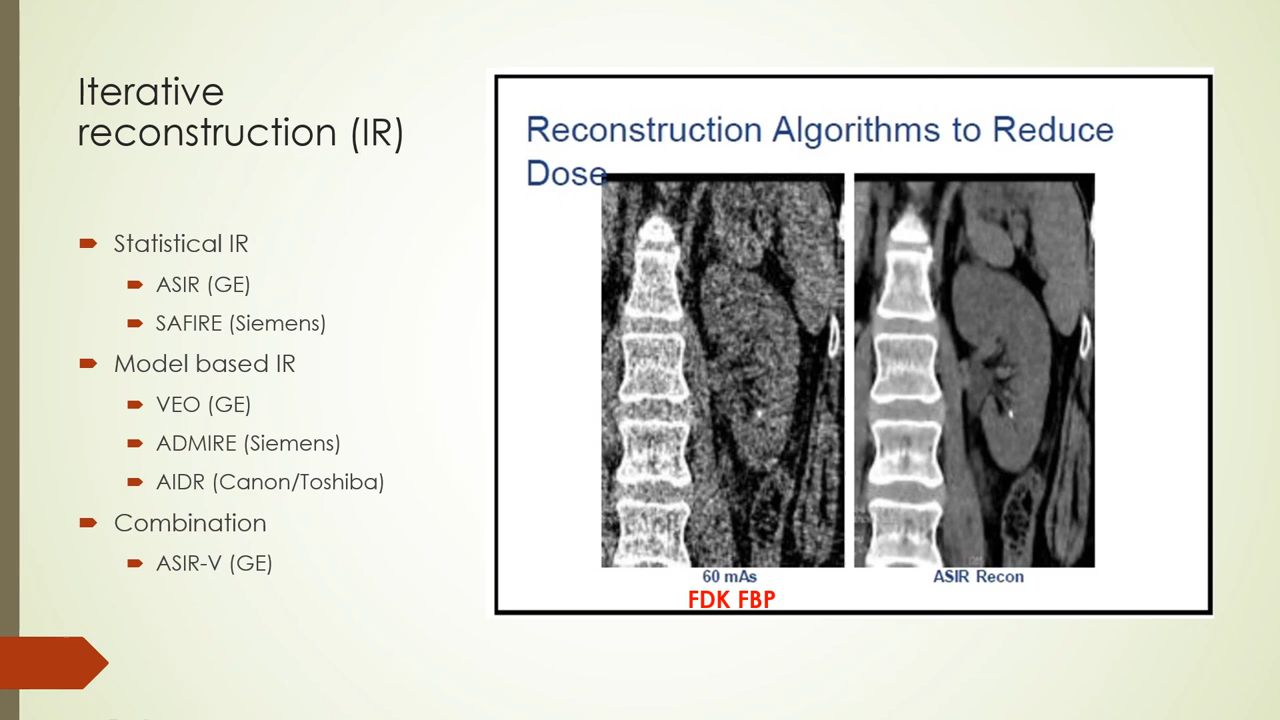 Iterative
reconstruction (IR)
Statistical IR
ASIR (GE)
SAFIRE (Siemens)
Model based IR
VEO (GE)
ADMIRE (Siemens)
AIDR (Canon/Toshiba)
Combination
ASIR-V (GE)
Reconstruction Algorithms to Reduce
Dose
60 mAs
ASIR Recon
FDK FBP